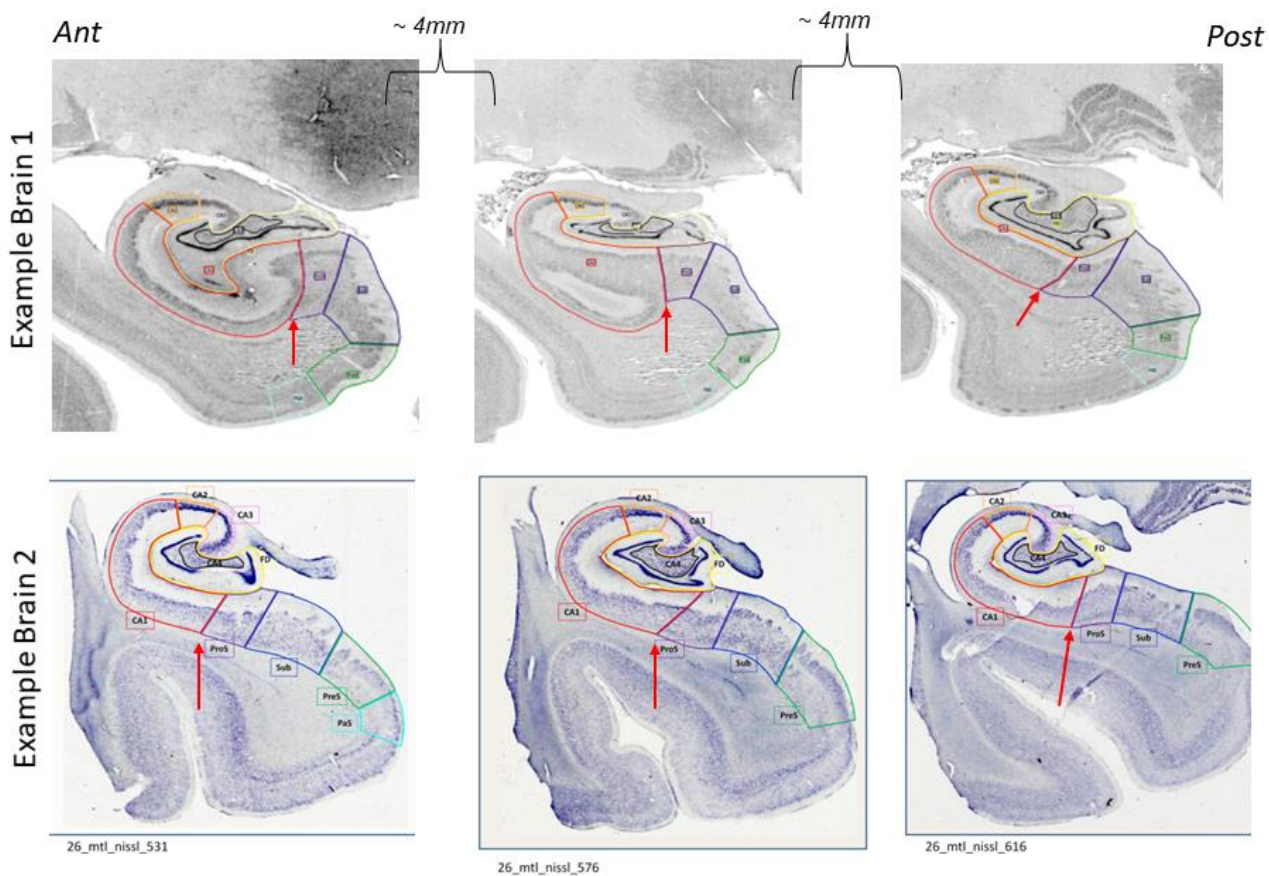 Ant
~ 4mm
~ 4mm
Post
Example Brain 1
Example Brain 2
CA2
CA3
CA4
FD
CA1
ProS
Sub
PreS
PaS
26_mtl_nissl_531
CA2
CA3
CA4
FD
CA1
ProS
Sub
PreS
26_mtl_nissl_576
CA2
CA3
CA4
FD
CA1
ProS
Sub
PreS
26_mtl_nissl_616